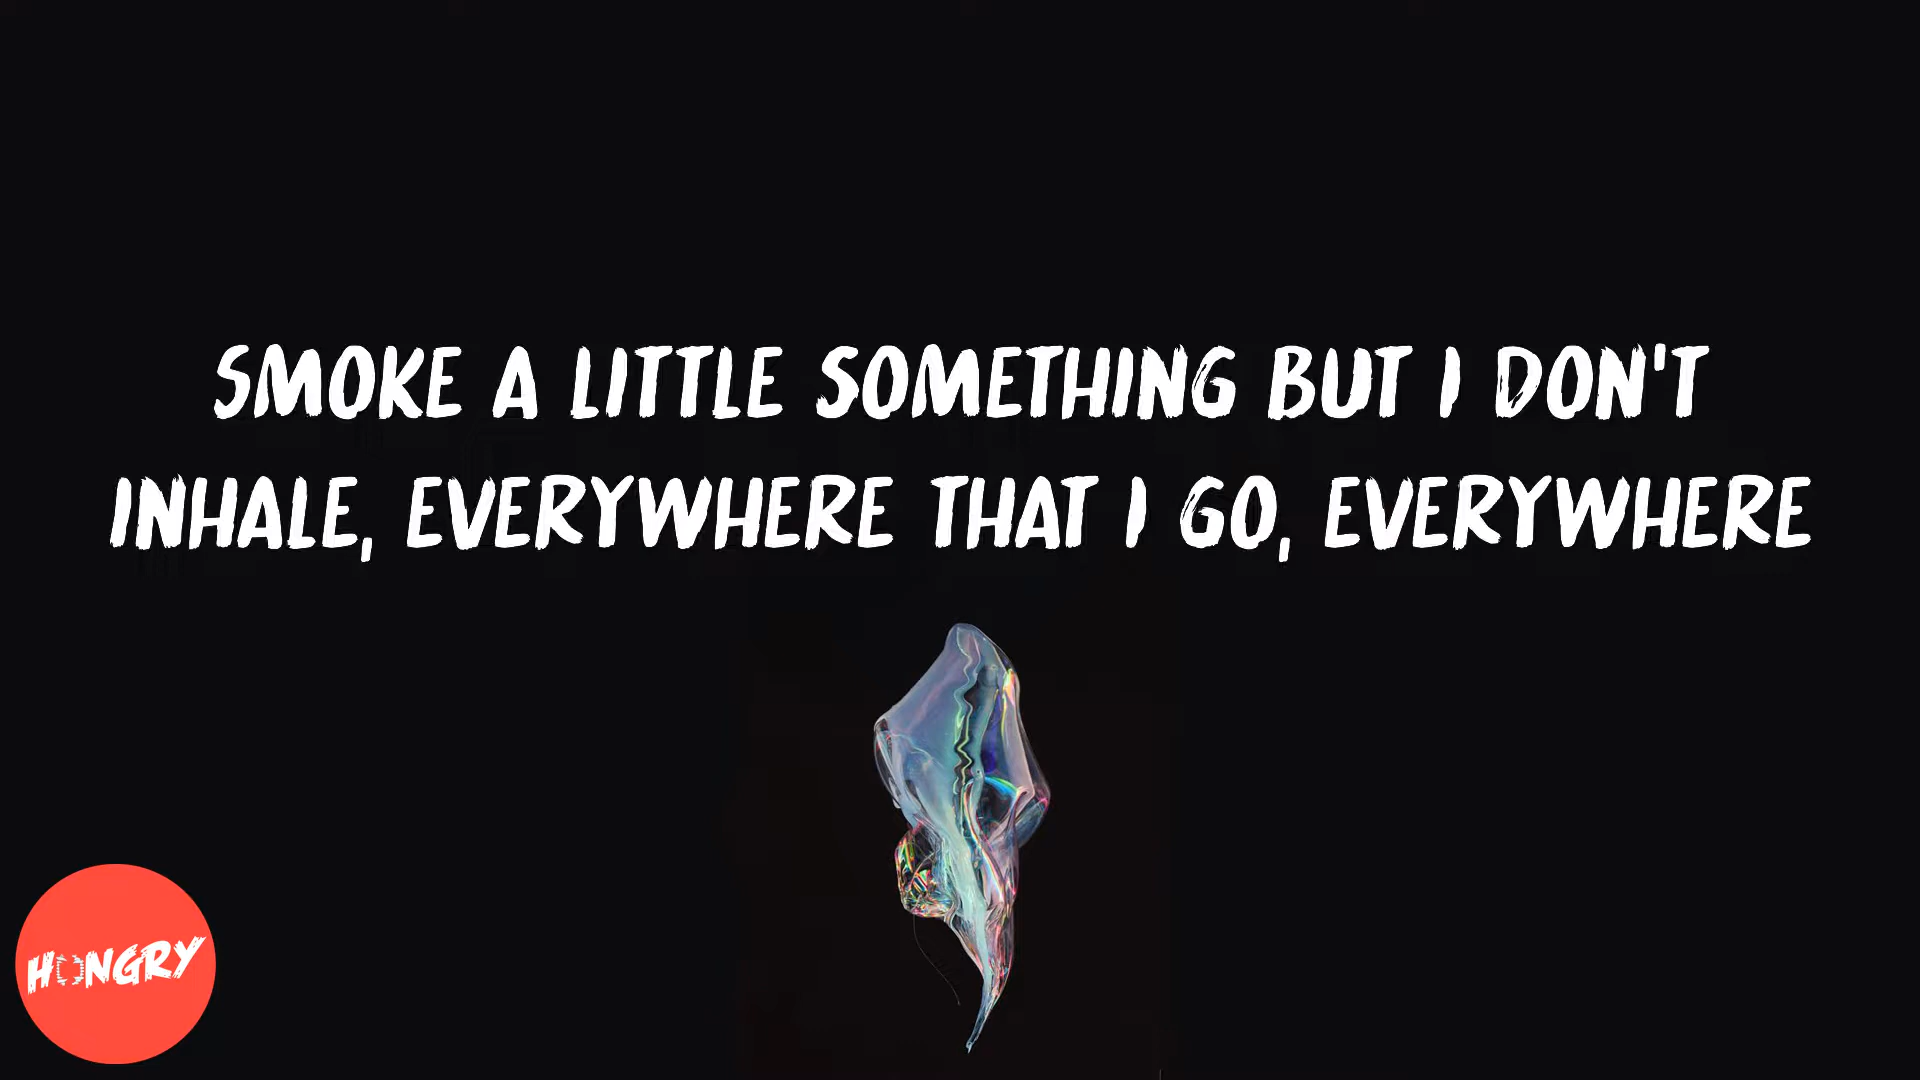 SMOKE A LITTLE SOMETHING BUT I DON'T
INHALE, EVERYWHERE THAT I GO, EVERYWHERE
HONGRY